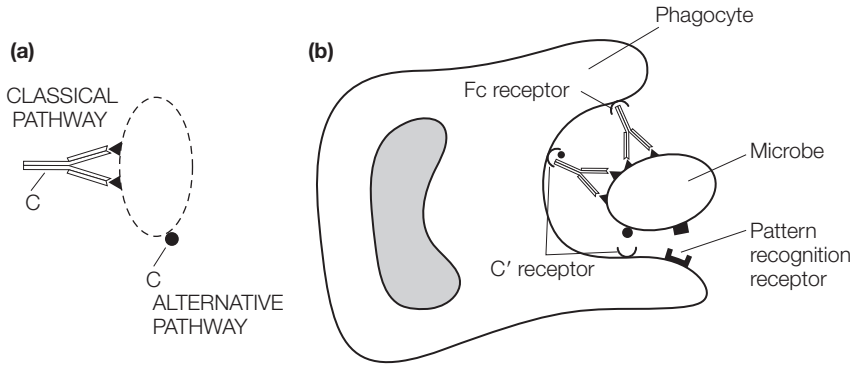 (a)
CLASSICAL
PATHWAY
C
C
ALTERNATIVE
PATHWAY
(b)
Phagocyte
Fc receptor
Microbe
Pattern
recognition
receptor
C′ receptor